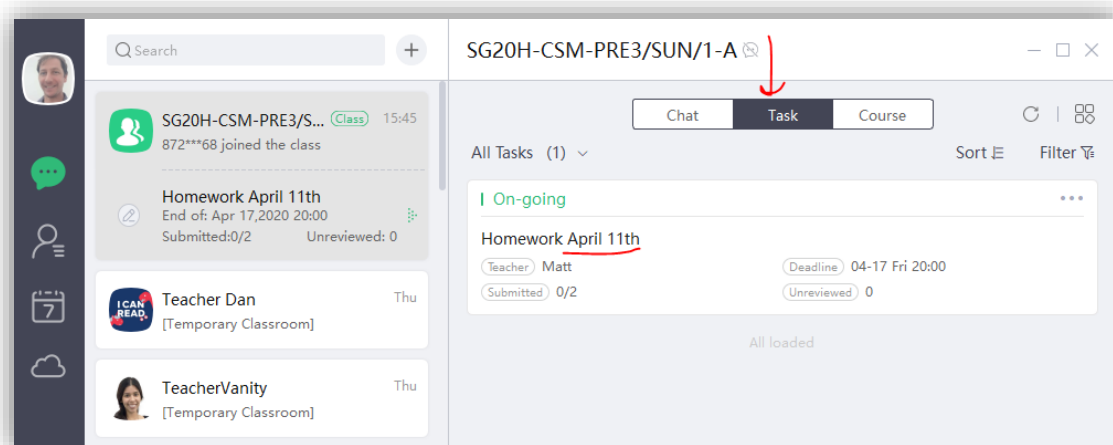 Search
SG20H-CSM-PRE3/S... Class 15:45
872***68 joined the class
Homework April 11th
End of: Apr 17,2020 20:00
Submitted:0/2 Unreviewed: 0
7
I CAN
READ
Teacher Dan Thu
[Temporary Classroom]
TeacherVanity Thu
[Temporary Classroom]
SG20H-CSM-PRE3/SUN/1-A
Chat Task Course
All Tasks (1)
Sort Filter
On-going
Homework April 11th
Teacher Matt Deadline 04-17 Fri 20:00
Submitted 0/2 Unreviewed 0
All loaded